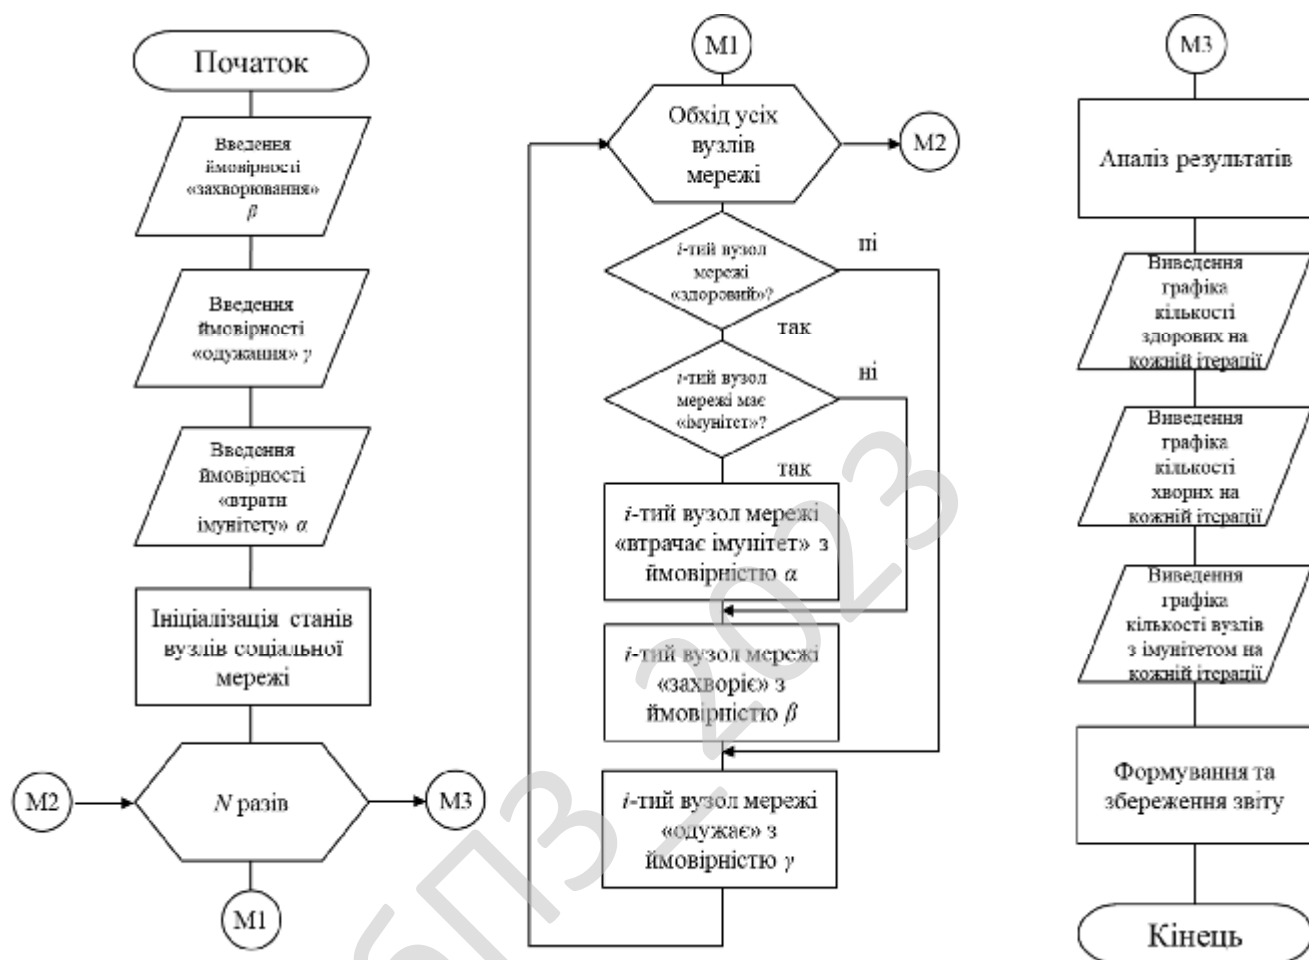 Початок
Введення
ймовірності
«захворювання»
β
Введення
ймовірності
«одужання» γ
Введення
ймовірності
«втрати
імунітету» α
Ініціалізація станів
вузлів соціальної
мережі
M2
N разів
M3
M1
M1
Обхід усіх
вузлів
мережі
M2
i-тий вузол
мережі
«здоровий»?
ні
так
i-тий вузол
мережі має
«імунітет»?
ні
так
i-тий вузол мережі
«втрачає імунітет» з
ймовірністю α
i-тий вузол мережі
«захворіє» з
ймовірністю β
i-тий вузол мережі
«одужає» з
ймовірністю γ
M3
Аналіз результатів
Виведення
графіка
кількості
здорових на
кожній ітерації
Виведення
графіка
кількості
хворих на
кожній ітерації
Виведення
графіка
кількості вузлів
з імунітетом на
кожній ітерації
Формування та
збереження звіту
Кінець
бПЗ_2023